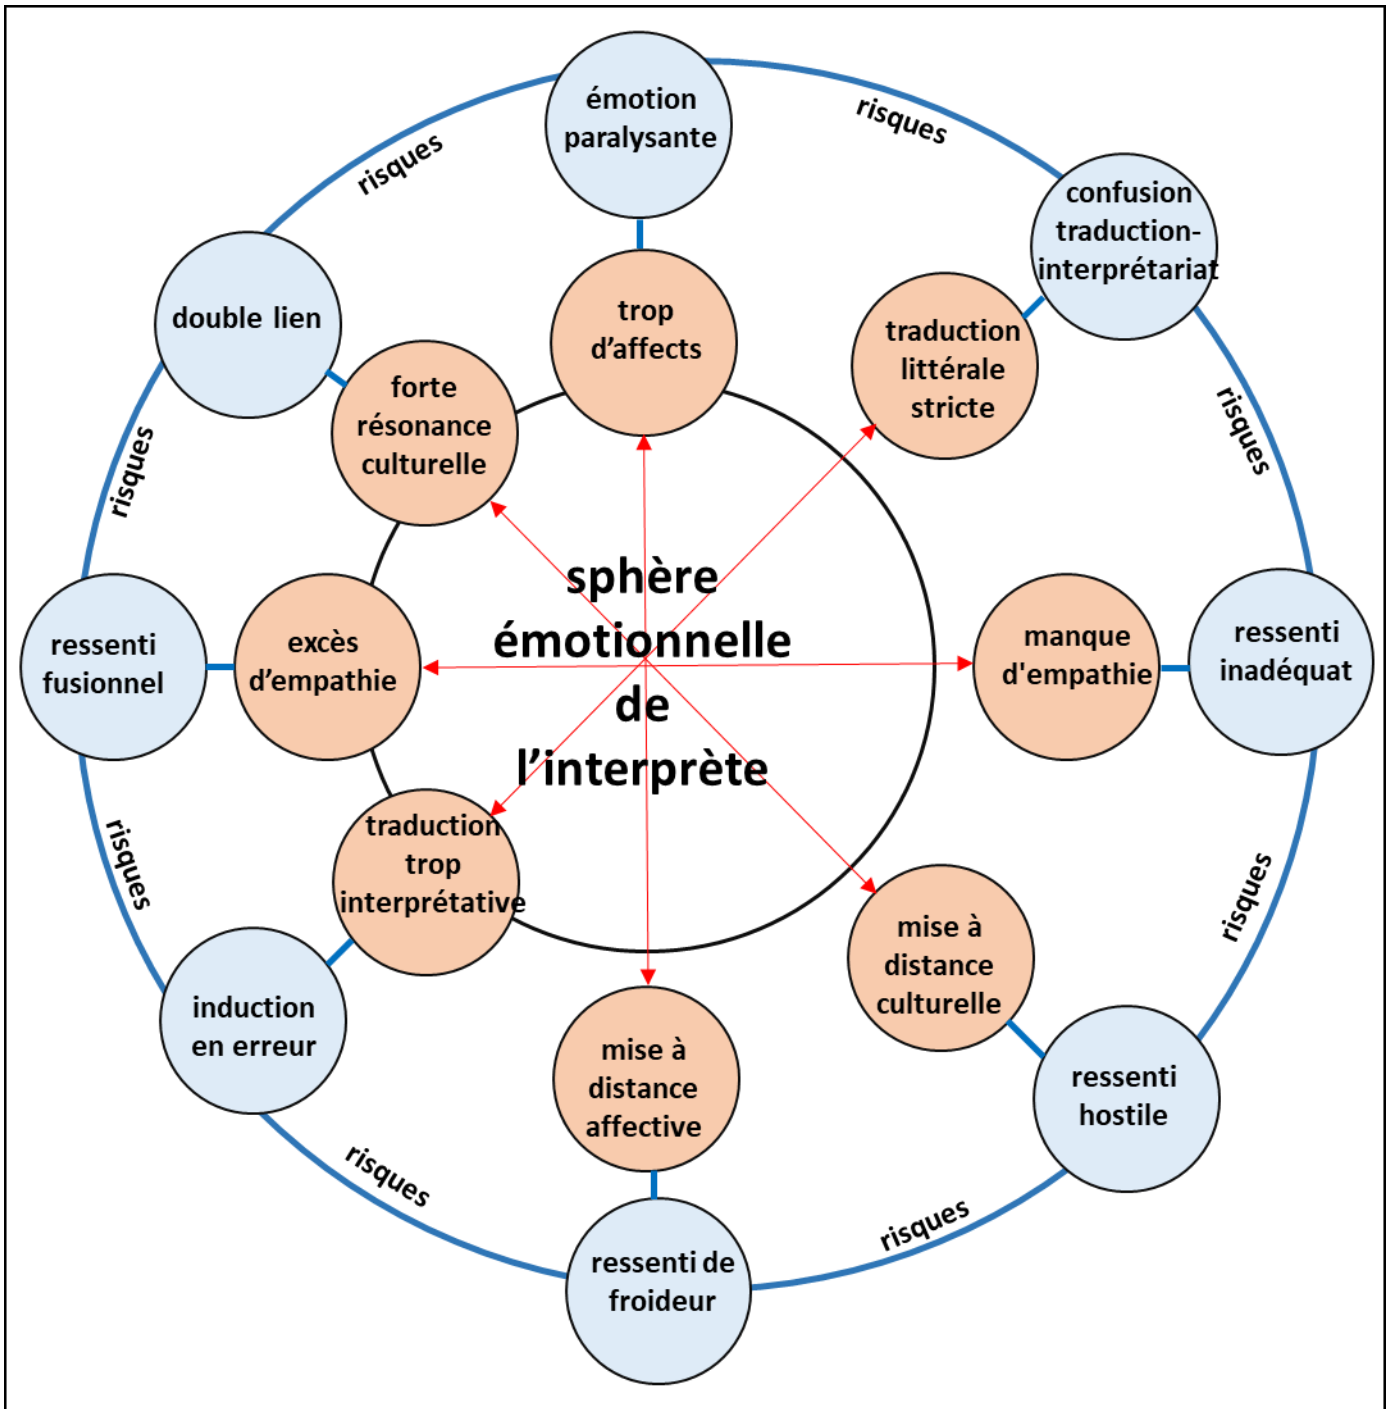 émotion
paralysante
risques
risques
confusion
traduction-
interprétariat
double lien
trop
d'affects
traduction
littérale
stricte
forte
résonance
culturelle
risques
risques
sphère
émotionnelle
de
l'interprète
ressenti
fusionnel
excès
d'empathie
manque
d'empathie
ressenti
inadéquat
risques
traduction
trop
interprétative
risques
mise à
distance
culturelle
induction
en erreur
mise à
distance
affective
ressenti
hostile
risques
risques
ressenti de
froideur